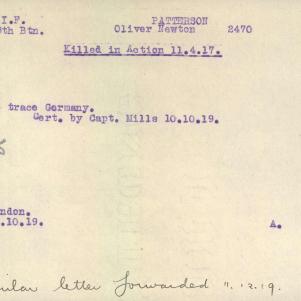 I.F. PATTERSON
th Btn. Oliver Newton 2470
Killed in Action 11.4.17.
trace Germany.
Cert. by Capt. Mills 10.10.19.
ndon.
.10.19. A.
ilar letter forwarded 11.12.19.